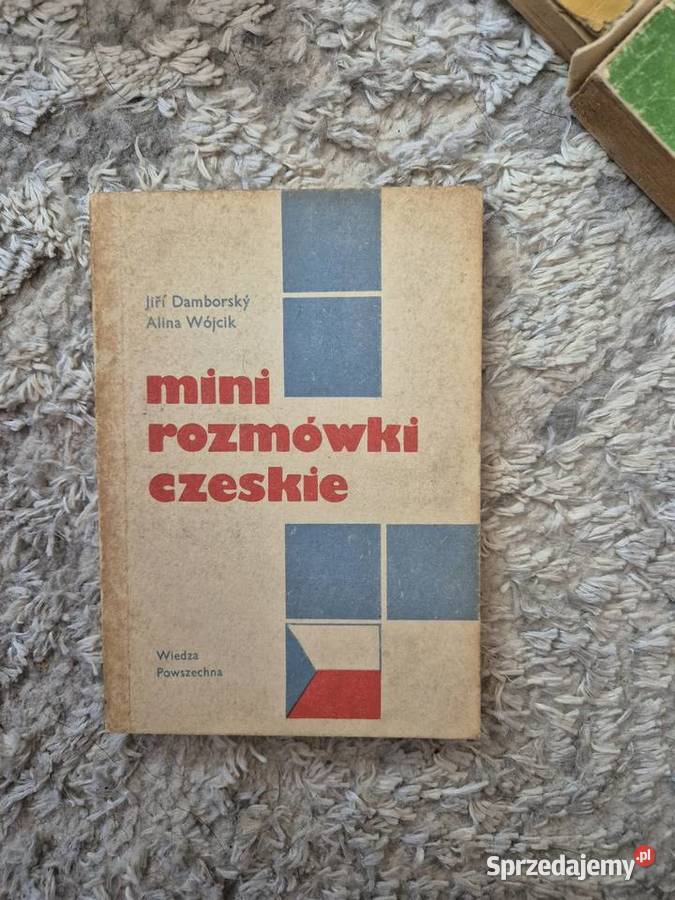 Jiří Damborský
Alina Wójcik
mini
rozmówki
czeskie
Wiedza
Powszechna
Sprzedajemy.pl